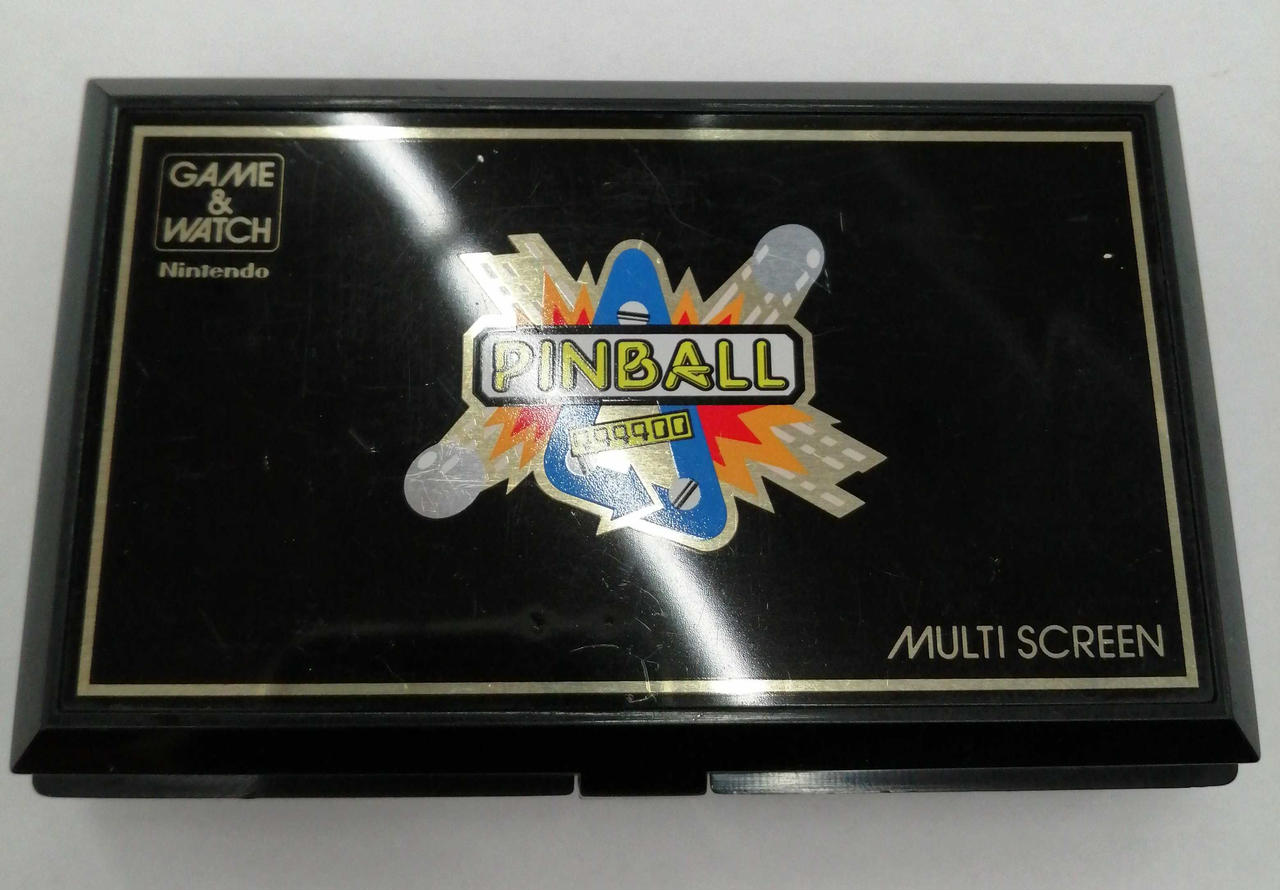 GAME
&
WATCH
Nintendo
PINBALL
999900
MULTI SCREEN